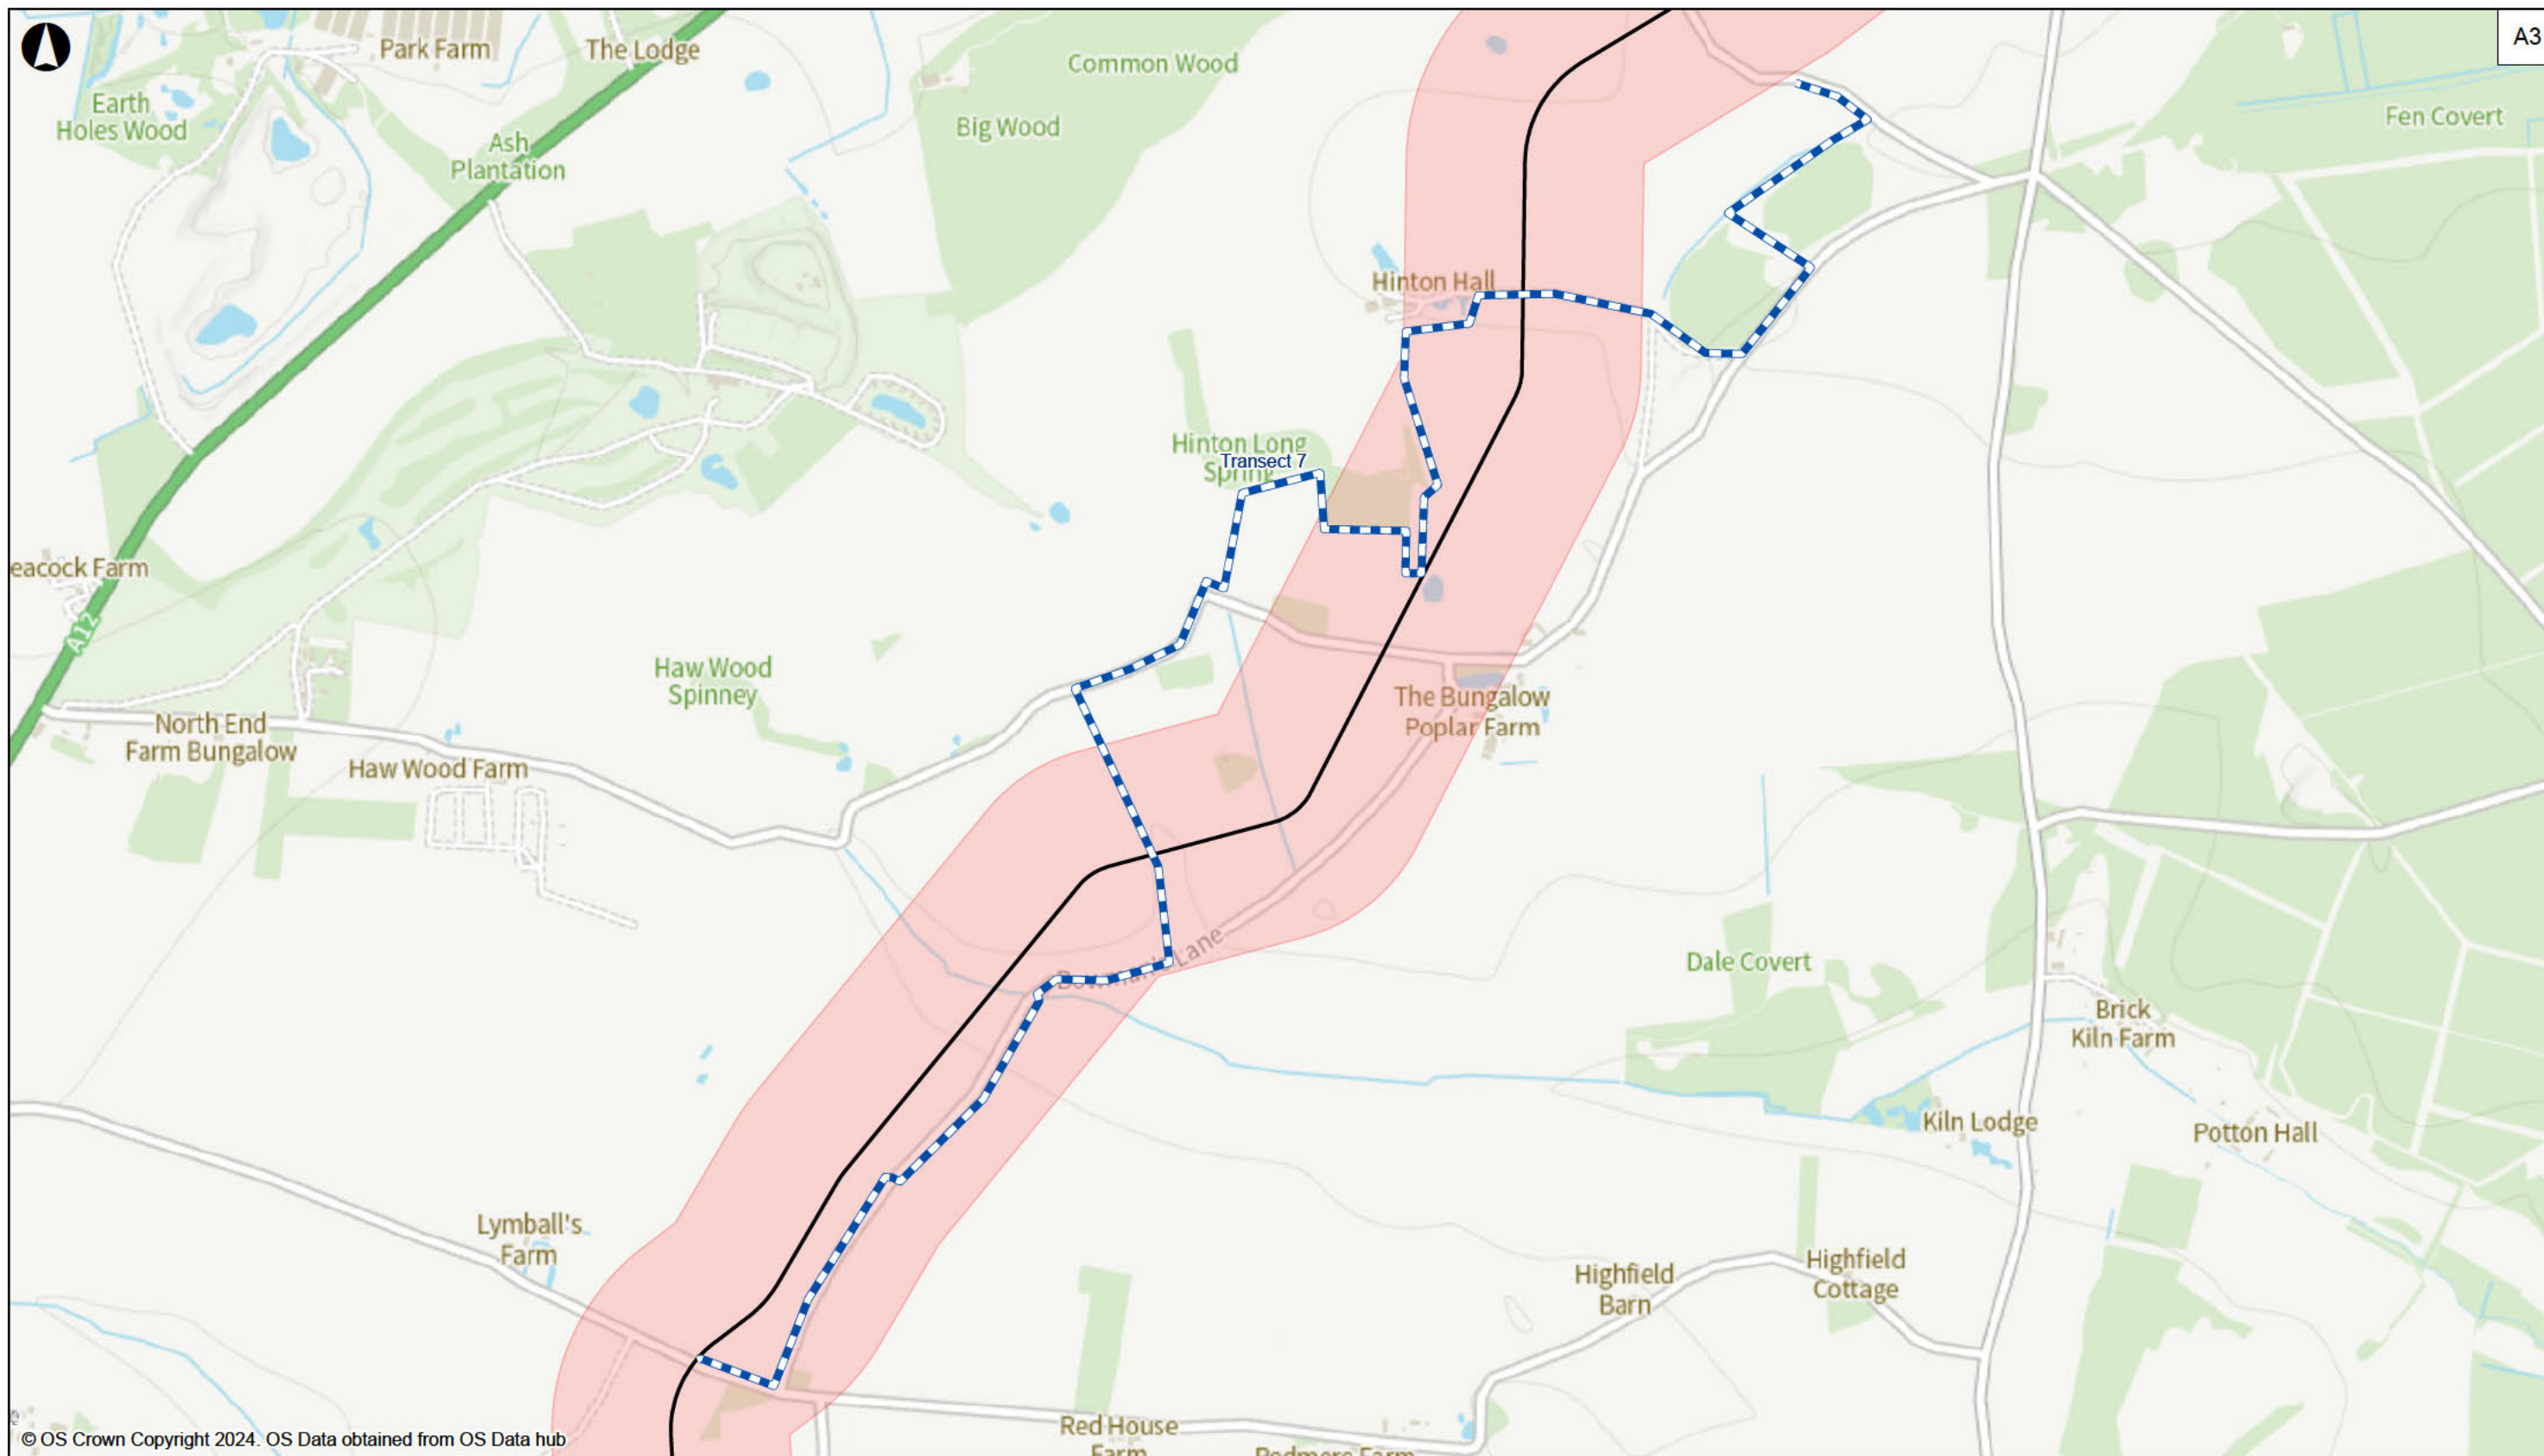 A3
Park Farm
The Lodge
Common Wood
Earth
Holes Wood
Big Wood
Fen Covert
Ash
Plantation
Hinton Hall
Hinton Long
Spring
Transect 7
eacock Farm
A12
Haw Wood
Spinney
The Bungalow
Poplar Farm
North End
Farm Bungalow
Haw Wood Farm
Lane
Dale Covert
Brick
Kiln Farm
Kiln Lodge
Potton Hall
Lymball's
Farm
Highfield
Barn
Highfield
Cottage
Red House
Farm
© OS Crown Copyright 2024. OS Data obtained from OS Data hub